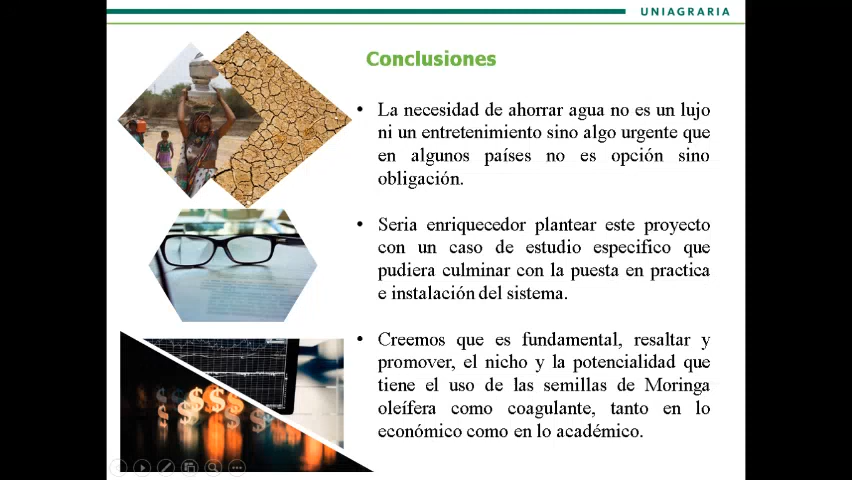 UNIAGRARIA
Conclusiones
• La necesidad de ahorrar agua no es un lujo
ni un entretenimiento sino algo urgente que
en algunos países no es opción sino
obligación.
• Seria enriquecedor plantear este proyecto
con un caso de estudio especifico que
pudiera culminar con la puesta en practica
e instalación del sistema.
• Creemos que es fundamental, resaltar y
promover, el nicho y la potencialidad que
tiene el uso de las semillas de Moringa
oleífera como coagulante, tanto en lo
económico como en lo académico.